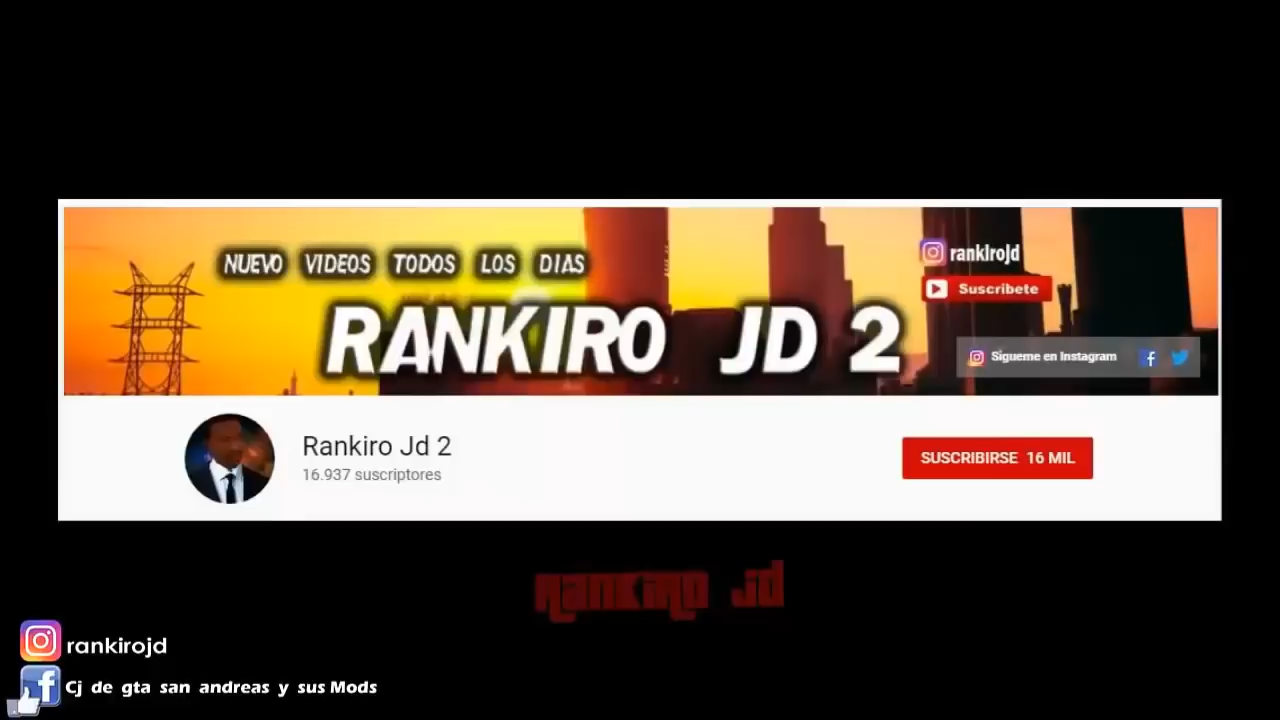 NUEVO VIDEOS TODOS LOS DIAS
RANKIRO JD 2
rankirojd
Suscribete
Sigueme en Instagram
Rankiro Jd 2
16.937 suscriptores
SUSCRIBIRSE 16 MIL
Rankiro Jd
rankirojd
Cj de gta san andreas y sus Mods